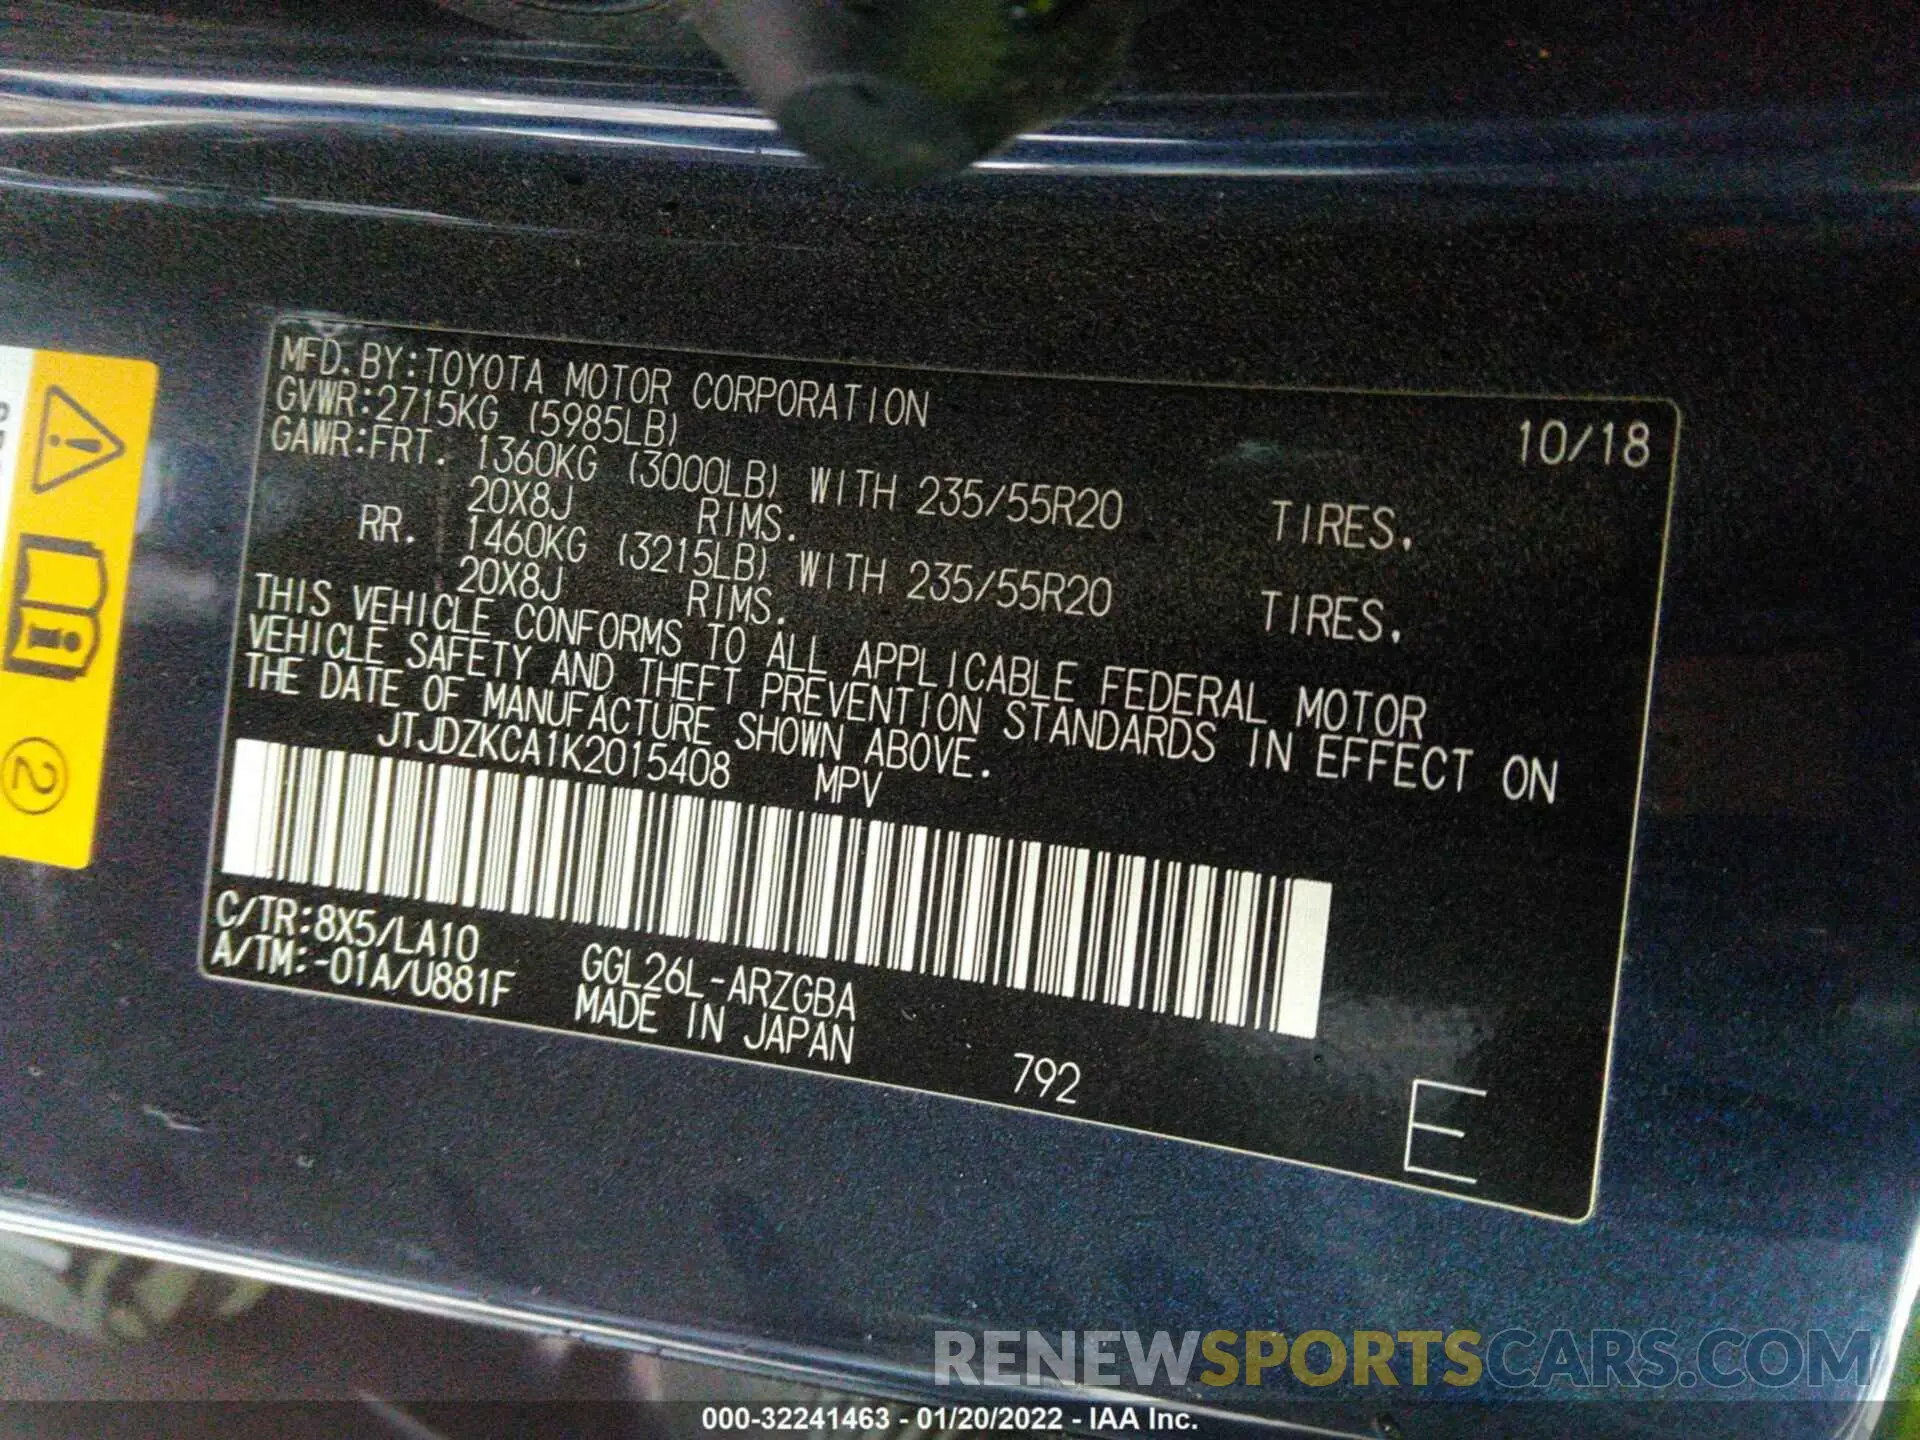 MFD. BY:TOYOTA MOTOR CORPORATION 10/18
GVWR:2715KG (5985LB)
GAWR:FRT. 1360KG (3000LB) WITH 235/55R20 TIRES.
20X8J RIMS.
RR. 1460KG (3215LB) WITH 235/55R20 TIRES.
20X8J RIMS.
THIS VEHICLE CONFORMS TO ALL APPLICABLE FEDERAL MOTOR
VEHICLE SAFETY AND THEFT PREVENTION STANDARDS IN EFFECT ON
THE DATE OF MANUFACTURE SHOWN ABOVE.
JTJDZKCA1K2015408 MPV
C/TR:8X5/LA10 GGL26L-ARZGBA
A/TM:-01A/U881F MADE IN JAPAN 792
E
2
RENEWSPORTSCARS.COM
000-32241463 - 01/20/2022 - IAA Inc.